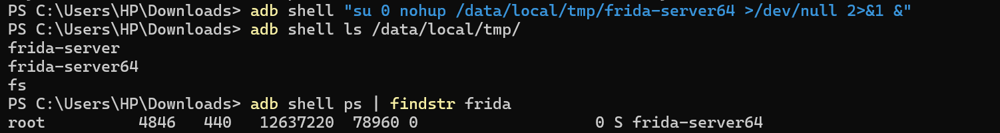 PS C:\Users\HP\Downloads> adb shell "su 0 nohup /data/local/tmp/frida-server64 >/dev/null 2>&1 &"
PS C:\Users\HP\Downloads> adb shell ls /data/local/tmp/
frida-server
frida-server64
fs
PS C:\Users\HP\Downloads> adb shell ps | findstr frida
root          4846   440   12637220  78960 0                   0 S frida-server64